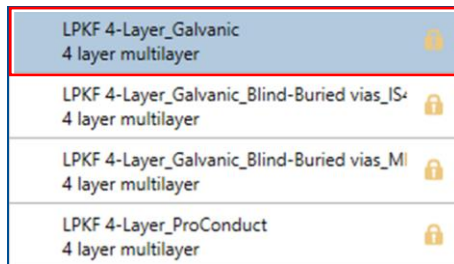 LPKF 4-Layer_Galvanic
4 layer multilayer
LPKF 4-Layer_Galvanic_Blind-Buried vias_IS4
4 layer multilayer
LPKF 4-Layer_Galvanic_Blind-Buried vias_MI
4 layer multilayer
LPKF 4-Layer_ProConduct
4 layer multilayer